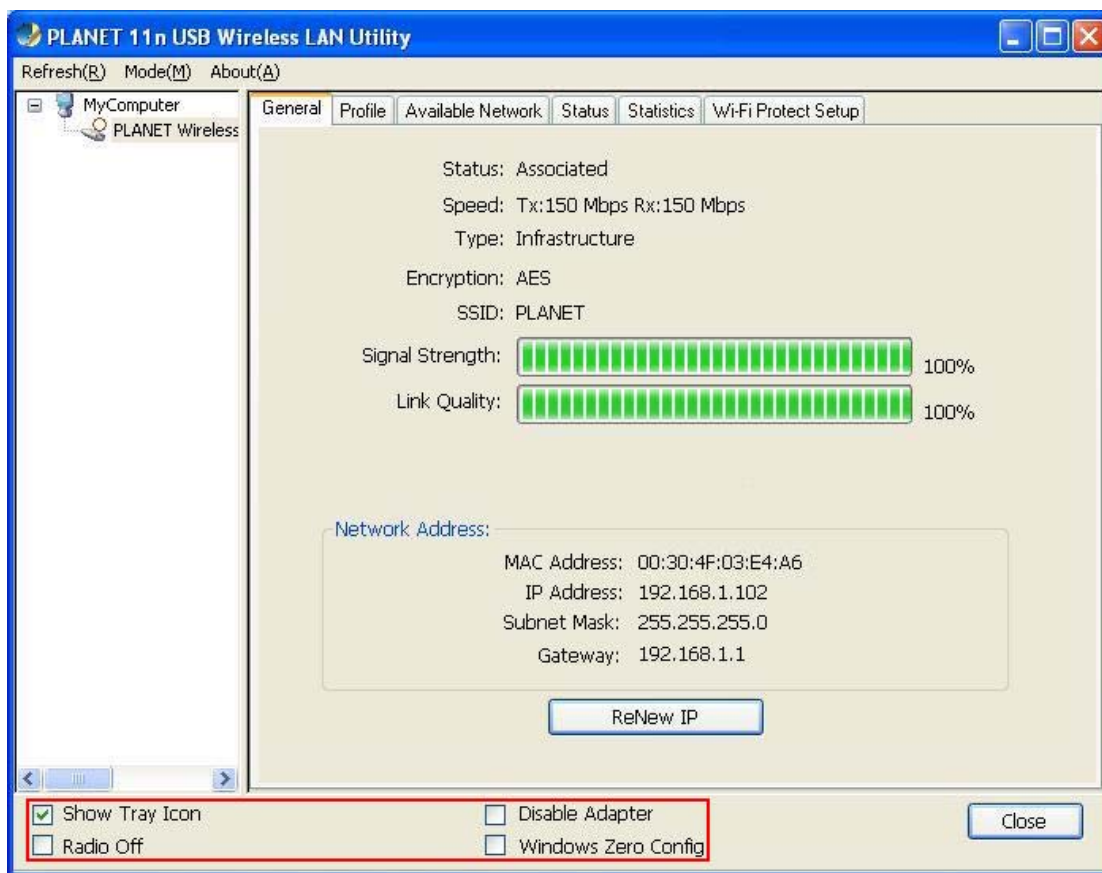 PLANET 11n USB Wireless LAN Utility
Refresh(R) Mode(M) About(A)
MyComputer
PLANET Wireless
General Profile Available Network Status Statistics Wi-Fi Protect Setup
Status: Associated
Speed: Tx:150 Mbps Rx:150 Mbps
Type: Infrastructure
Encryption: AES
SSID: PLANET
Signal Strength: 100%
Link Quality: 100%
Network Address:
MAC Address: 00:30:4F:03:E4:A6
IP Address: 192.168.1.102
Subnet Mask: 255.255.255.0
Gateway: 192.168.1.1
ReNew IP
Show Tray Icon Disable Adapter
Radio Off Windows Zero Config
Close